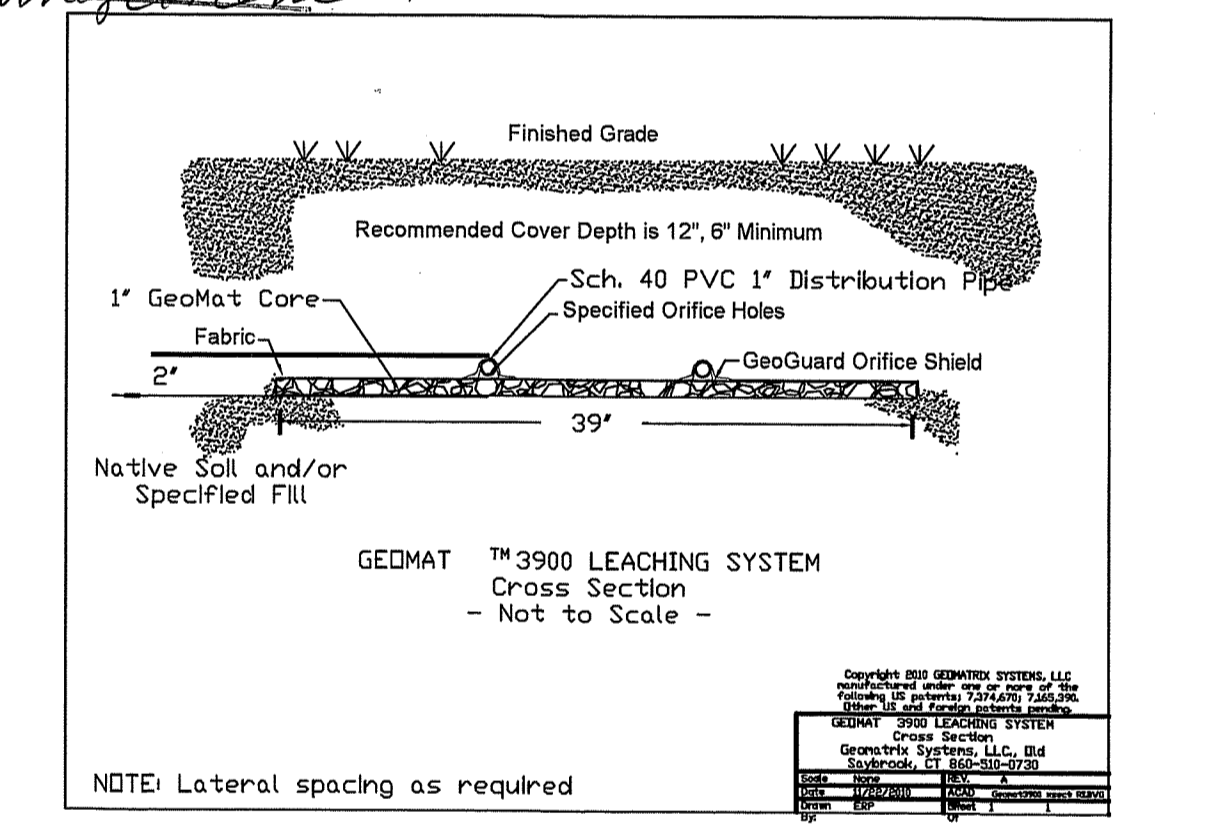 Finished Grade
Recommended Cover Depth is 12", 6" Minimum
Sch. 40 PVC 1" Distribution Pipe
1" GeoMat Core
Specified Orifice Holes
Fabric
GeoGuard Orifice Shield
2"
39"
Native Soil and/or
Specified Fill
GEOMAT ™ 3900 LEACHING SYSTEM
Cross Section
- Not to Scale -
Copyright 2010 GEOMATRIX SYSTEMS, LLC
manufactured under one or more of the
following US patents; 7,374,670; 7,165,390.
Other US and foreign patents pending.
GEOMAT 3900 LEACHING SYSTEM
Cross Section
Geomatrix Systems, LLC., Old
Saybrook, CT 860-510-0730
Scale None REV. A
Date 11/22/2010 ACAD
Drawn By: ERP Sheet 1 Of 1
NOTE: Lateral spacing as required